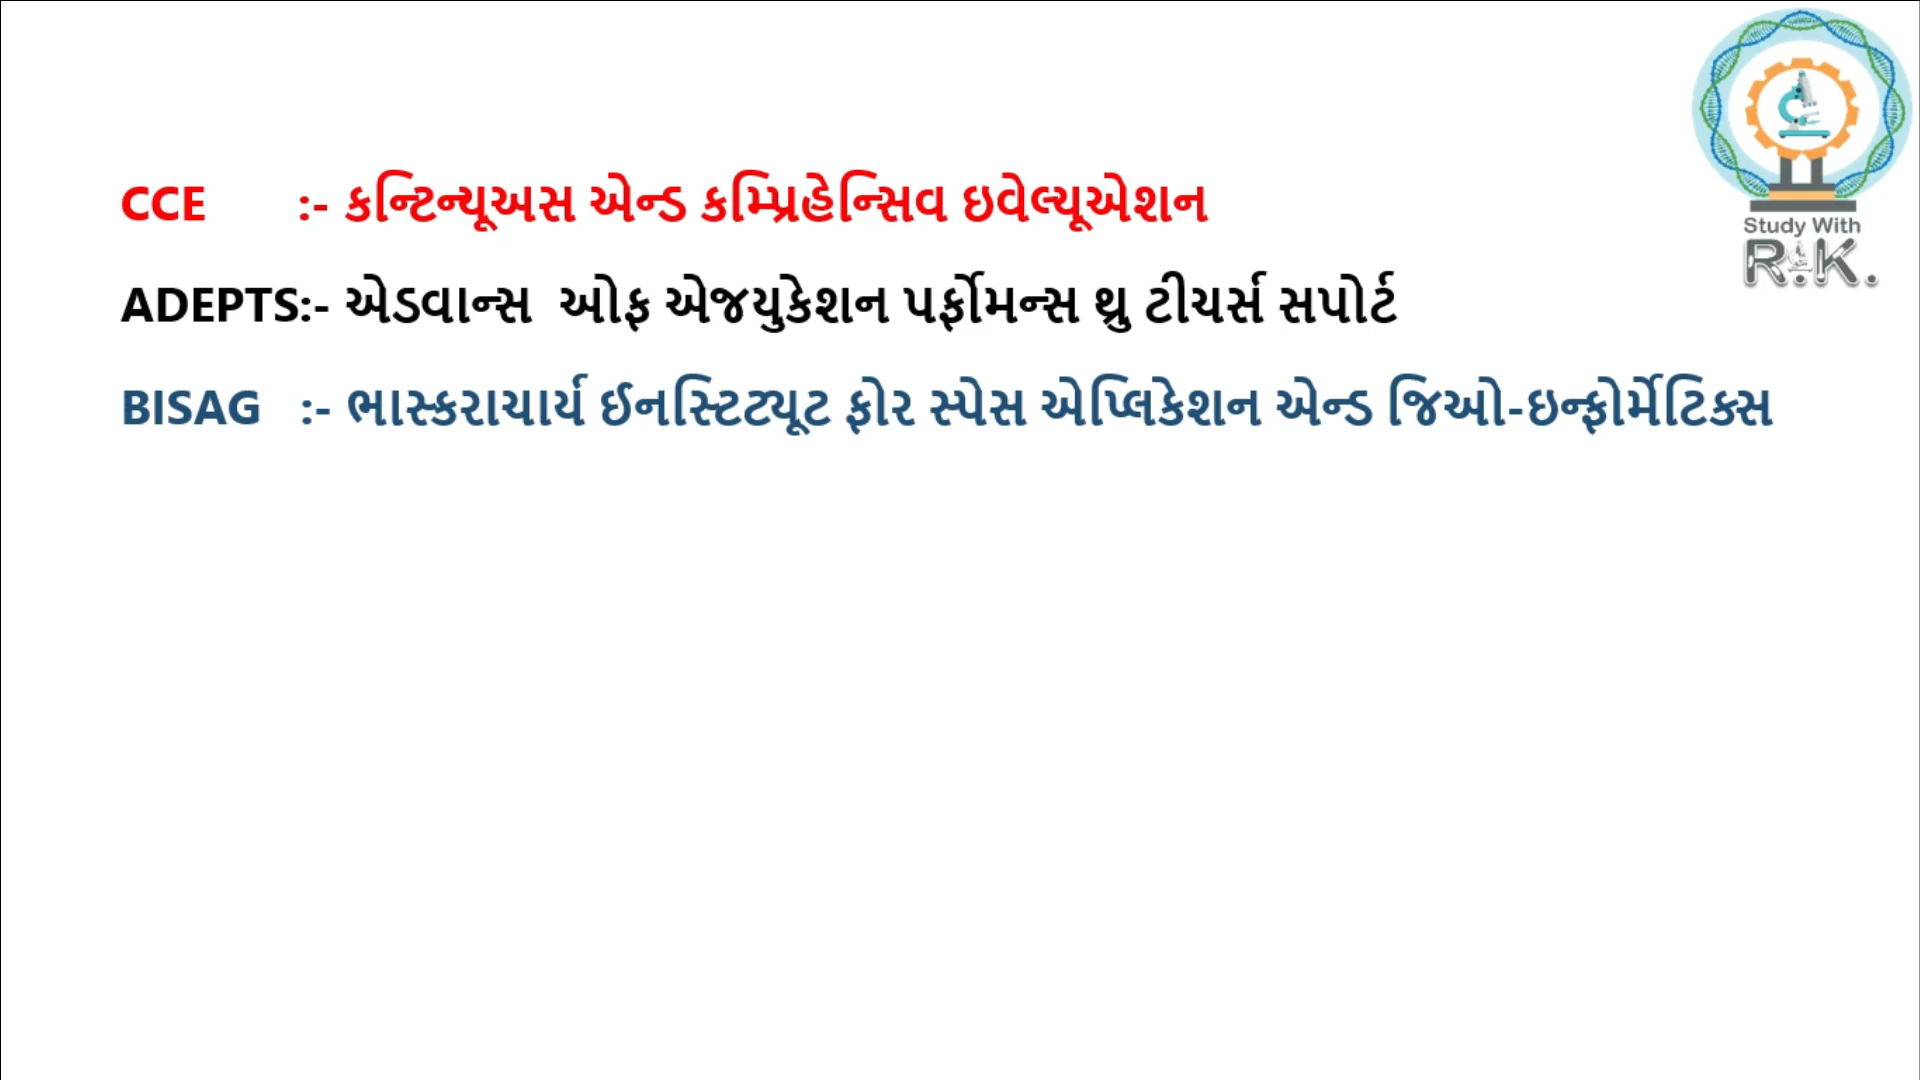 CCE :- કન્ટિન્યૂઅસ એન્ડ કમ્પ્રિહેન્સિવ ઇવેલ્યૂએશન
ADEPTS:- એડવાન્સ ઓફ એજયુકેશન પર્ફોમન્સ થ્રુ ટીચર્સ સપોર્ટ
BISAG :- ભાસ્કરાચાર્ય ઈનસ્ટિટ્યૂટ ફોર સ્પેસ એપ્લિકેશન એન્ડ જિઓ-ઇન્ફોર્મેટિક્સ
Study With
R.K.